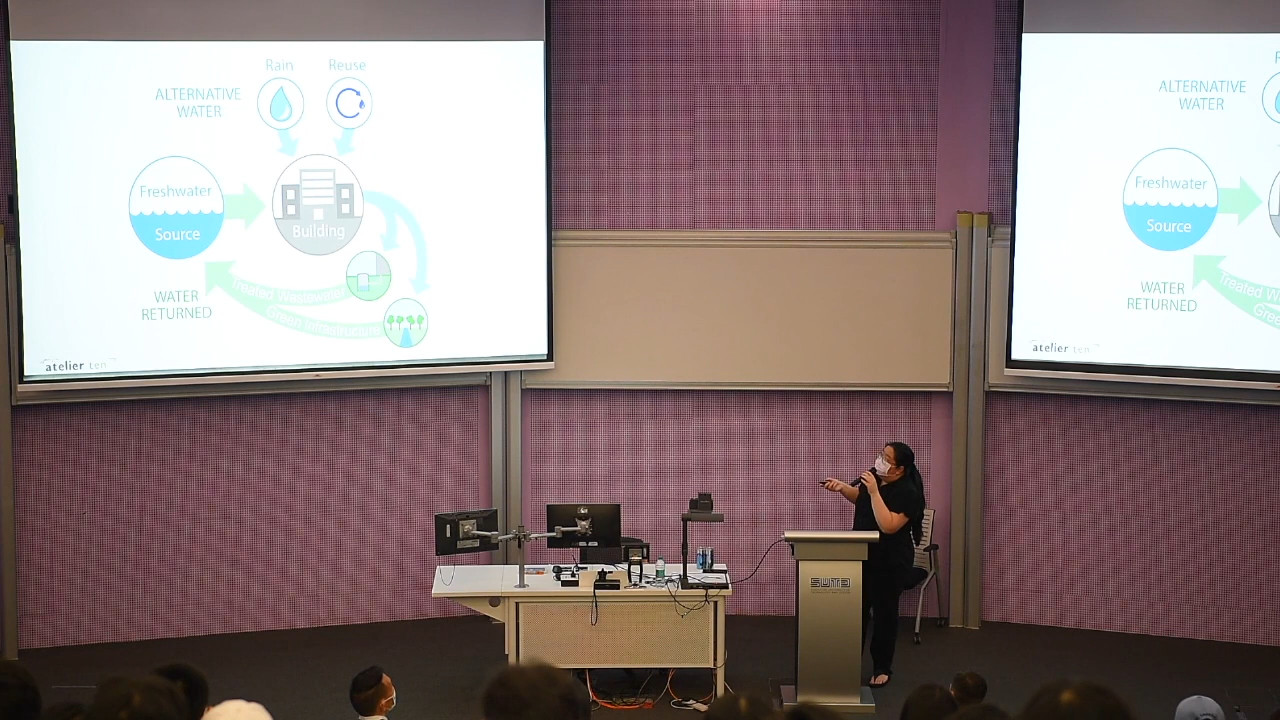 Rain
Reuse
ALTERNATIVE
WATER
Freshwater
Source
Building
Treated Wastewater
Green Infrastructure
WATER
RETURNED
atelier ten
ALTERNATIVE
WATER
Freshwater
Source
WATER
RETURNED
atelier ten
SUTD